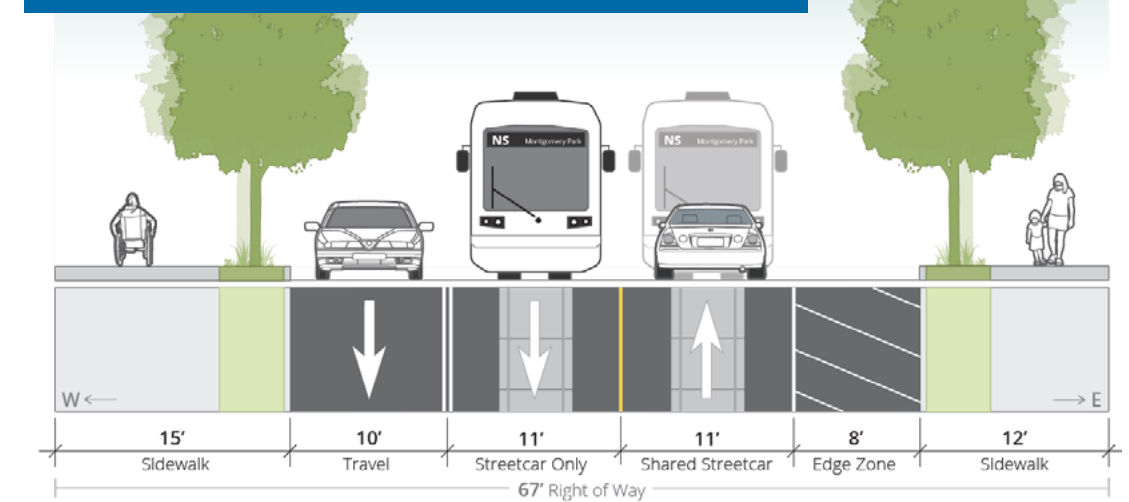 NS Montgomery Park
NS Montgomery Park
W
E
15’ 10’ 11’ 11’ 8’ 12’
Sidewalk Travel Streetcar Only Shared Streetcar Edge Zone Sidewalk
67’ Right of Way